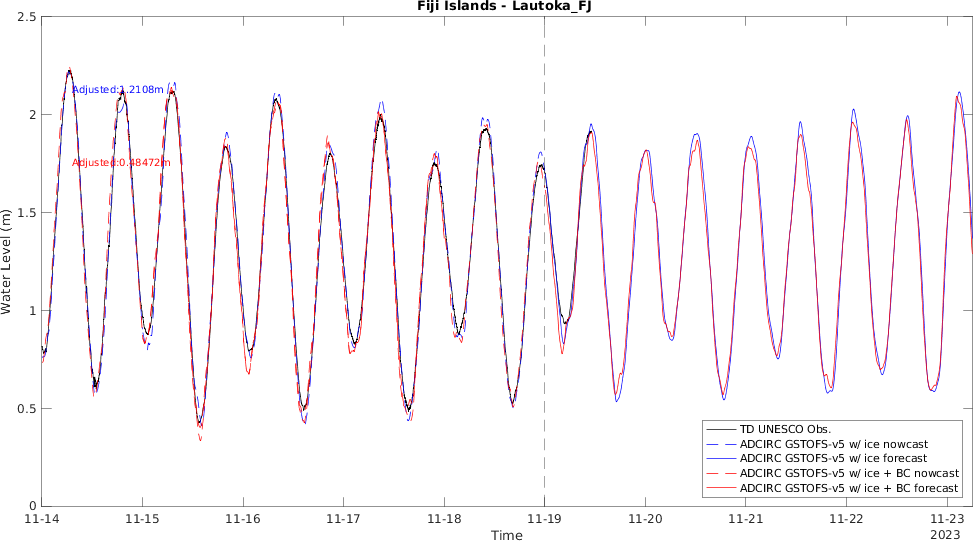 Fiji Islands - Lautoka_FJ
2.5
Adjusted:1.2108m
2
Adjusted:0.48472m
1.5
Water Level (m)
1
0.5
TD UNESCO Obs.
ADCIRC GSTOFS-v5 w/ ice nowcast
ADCIRC GSTOFS-v5 w/ ice forecast
ADCIRC GSTOFS-v5 w/ ice + BC nowcast
ADCIRC GSTOFS-v5 w/ ice + BC forecast
0
11-14 11-15 11-16 11-17 11-18 11-19 11-20 11-21 11-22 11-23
Time
2023